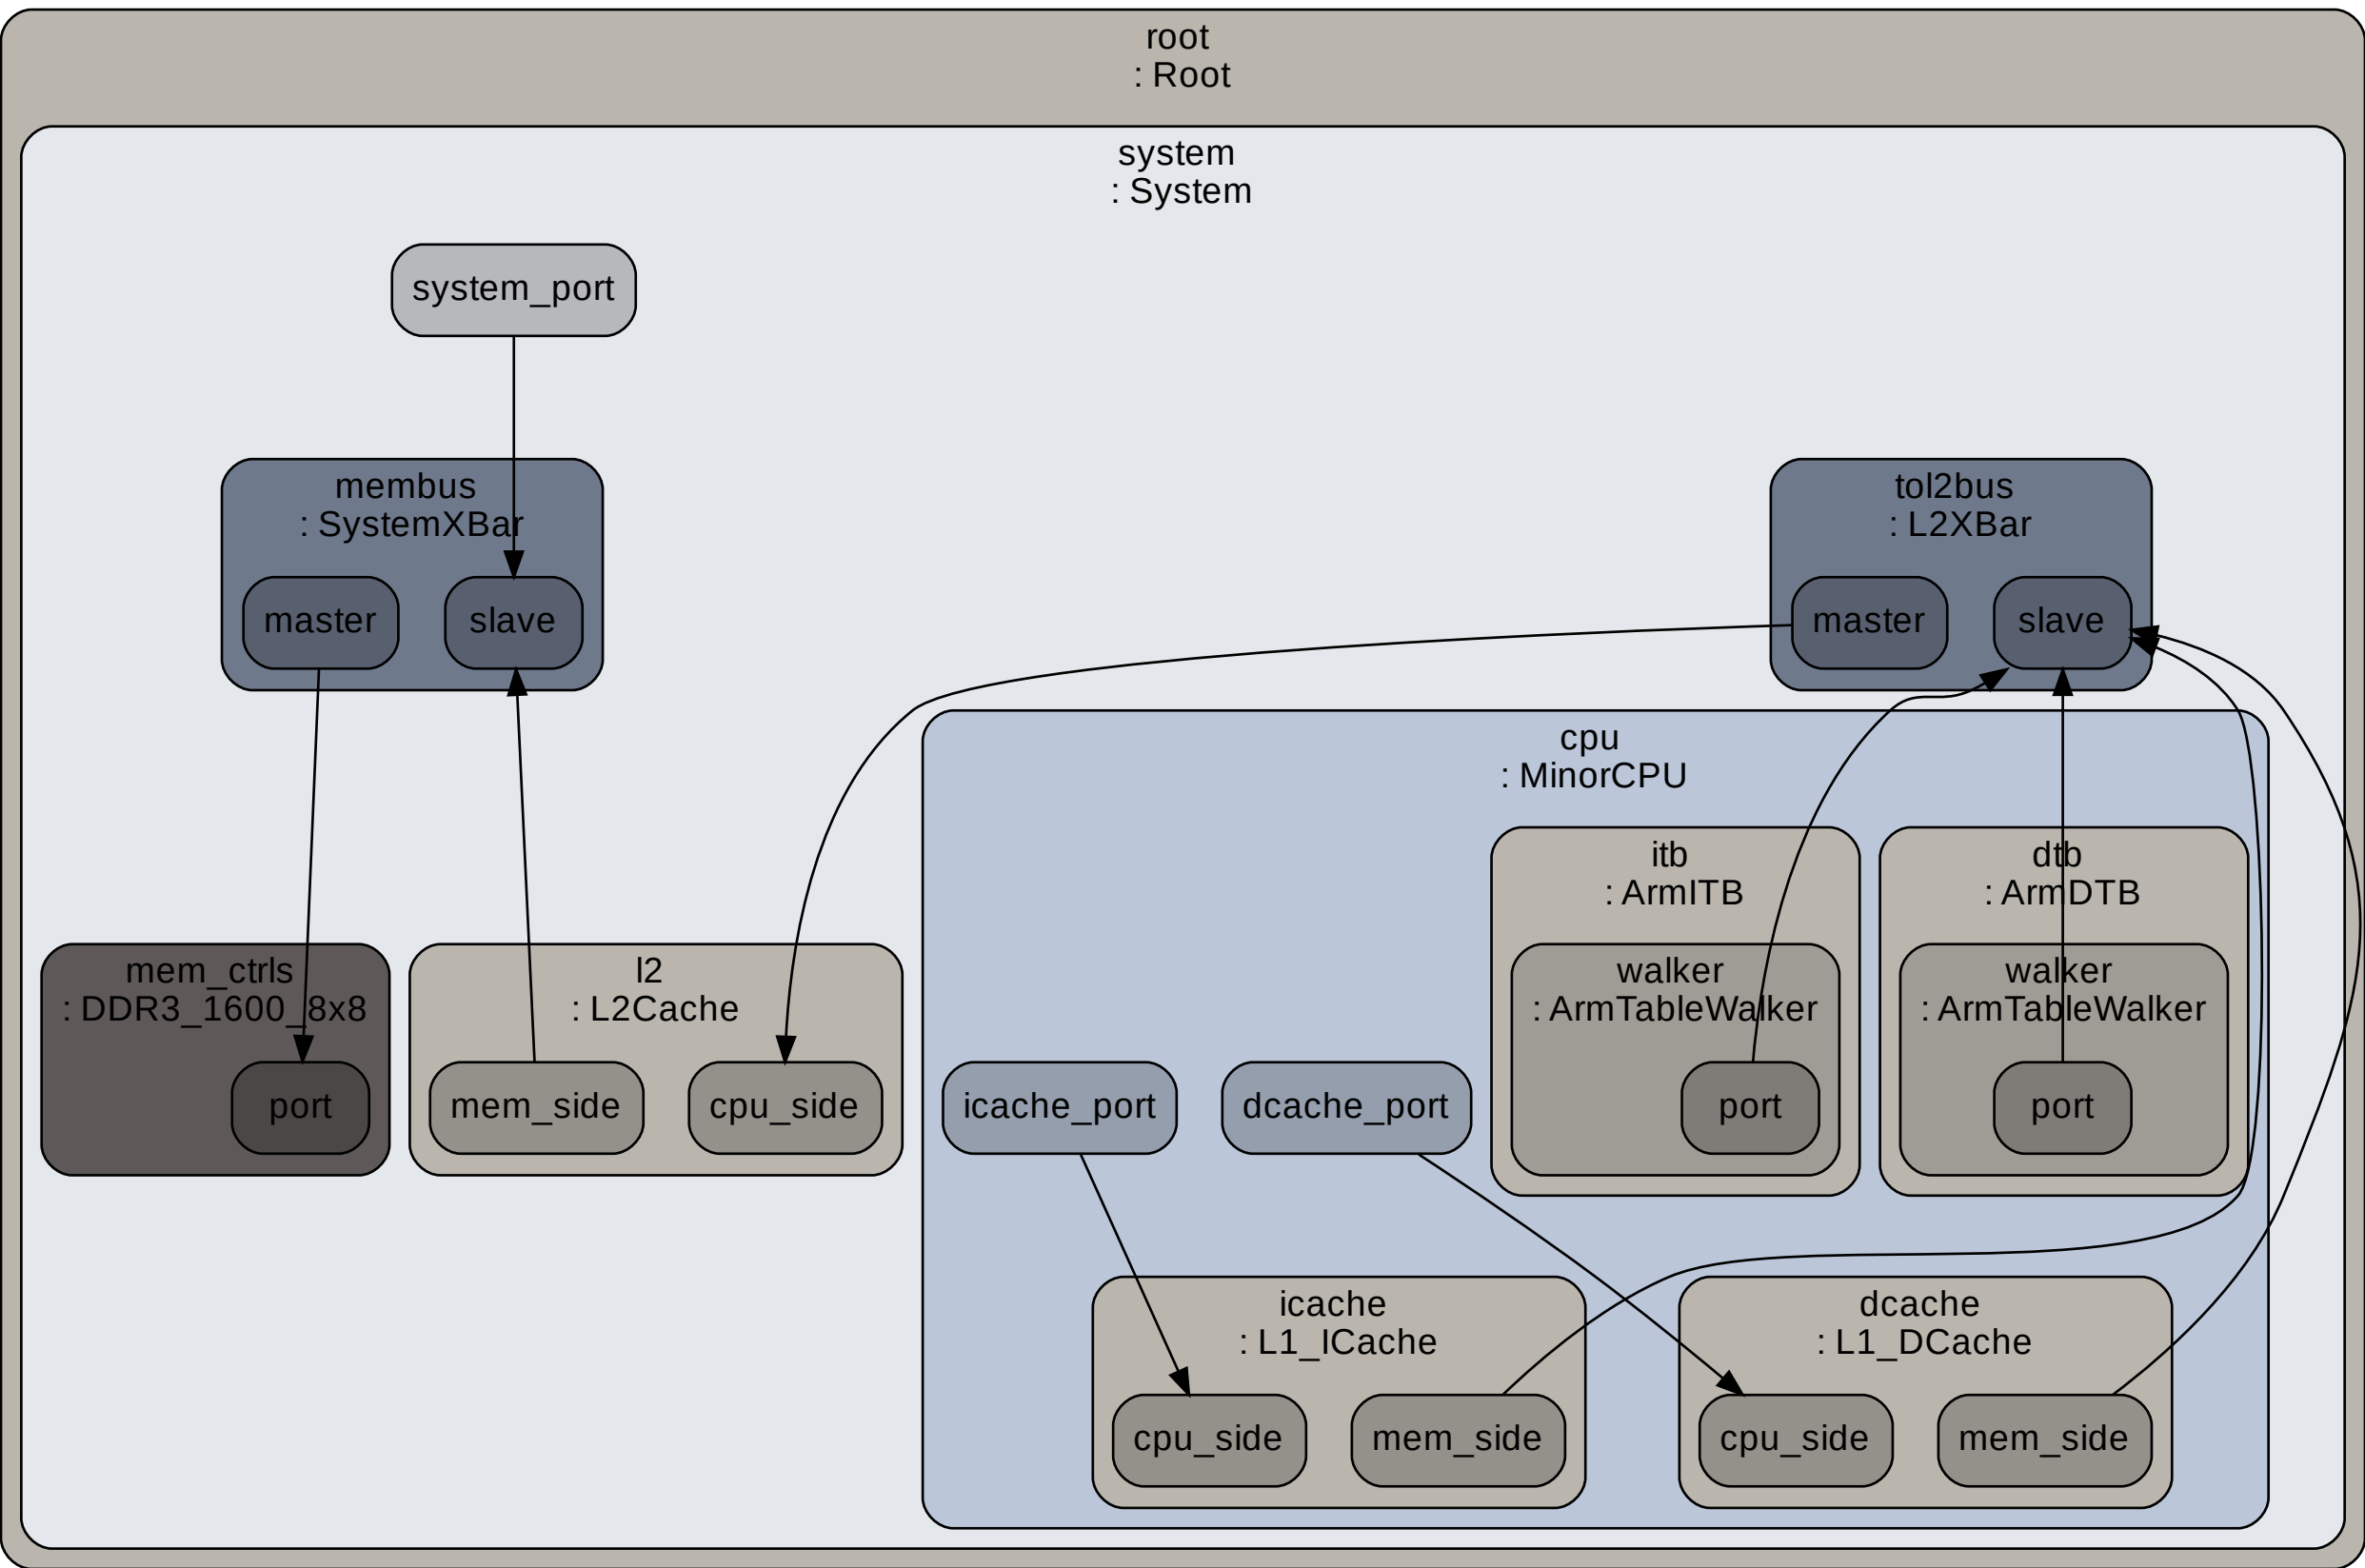 root
: Root
system
: System
system_port
membus
: SystemXBar
master
slave
tol2bus
: L2XBar
master
slave
cpu
: MinorCPU
itb
: ArmITB
dtb
: ArmDTB
mem_ctrls
: DDR3_1600_8x8
port
l2
: L2Cache
mem_side
cpu_side
icache_port
dcache_port
walker
: ArmTableWalker
port
walker
: ArmTableWalker
port
icache
: L1_ICache
cpu_side
mem_side
dcache
: L1_DCache
cpu_side
mem_side